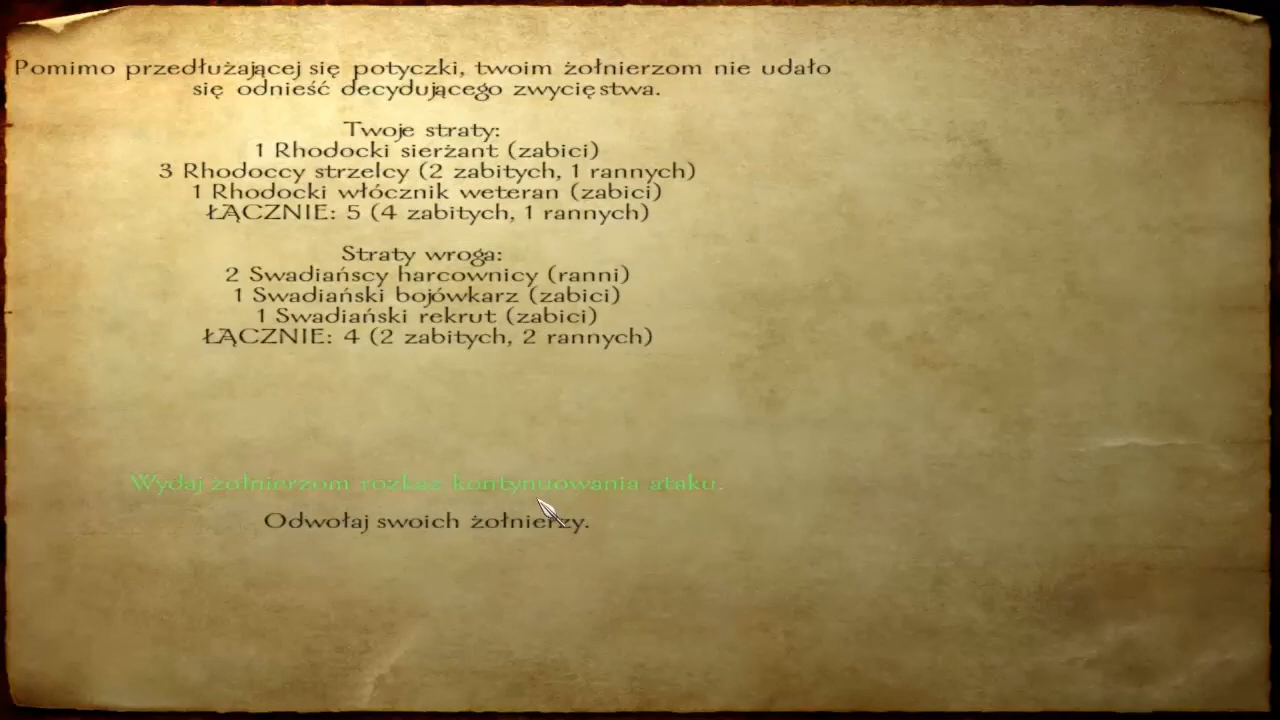 Pomimo przedłużającej się potyczki, twoim żołnierzom nie udało
się odnieść decydującego zwycięstwa.
Twoje straty:
1 Rhodocki sierżant (zabici)
3 Rhodoccy strzelcy (2 zabitych, 1 rannych)
1 Rhodocki włócznik weteran (zabici)
ŁĄCZNIE: 5 (4 zabitych, 1 rannych)
Straty wroga:
2 Swadiańscy harcownicy (ranni)
1 Swadiański bojówkarz (zabici)
1 Swadiański rekrut (zabici)
ŁĄCZNIE: 4 (2 zabitych, 2 rannych)
Wydaj żołnierzom rozkaz kontynuowania ataku.
Odwołaj swoich żołnierzy.